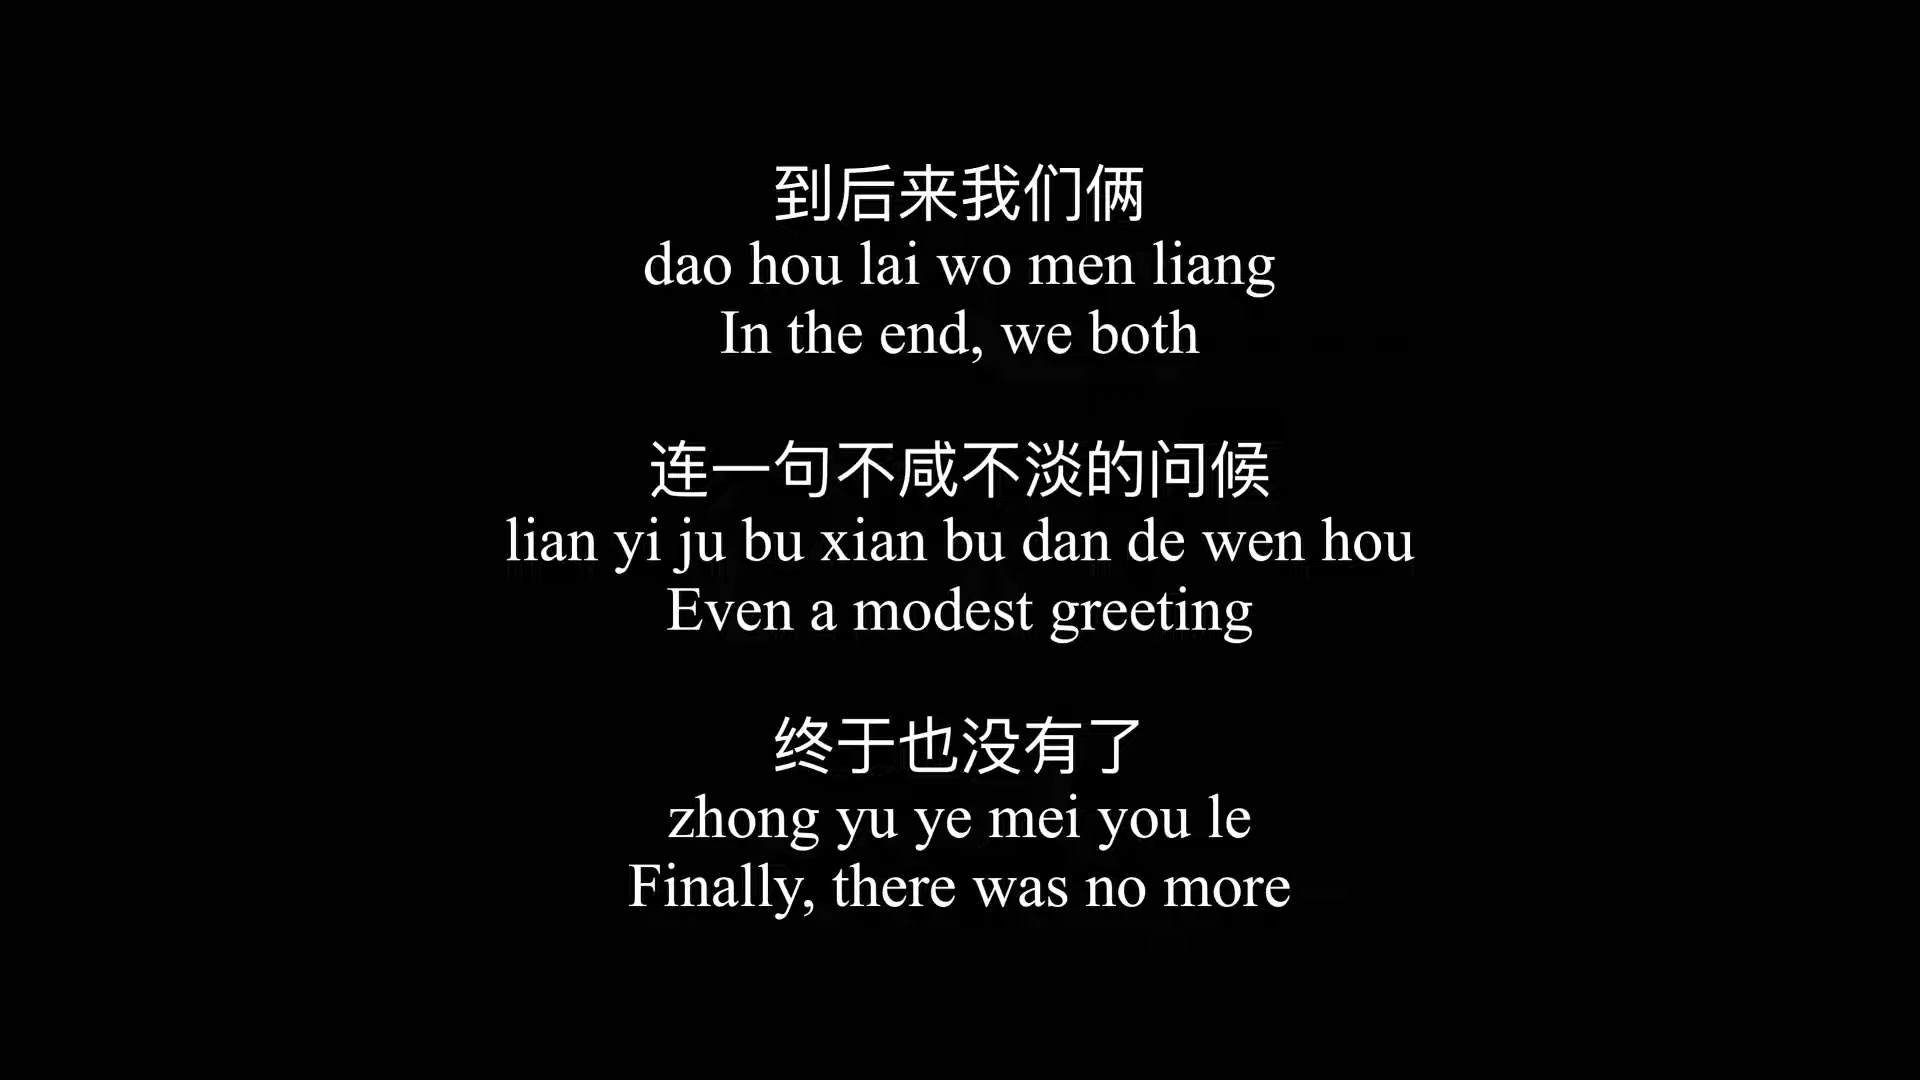 到后来我们俩
dao hou lai wo men liang
In the end, we both
连一句不咸不淡的问候
lian yi ju bu xian bu dan de wen hou
Even a modest greeting
终于也没有了
zhong yu ye mei you le
Finally, there was no more